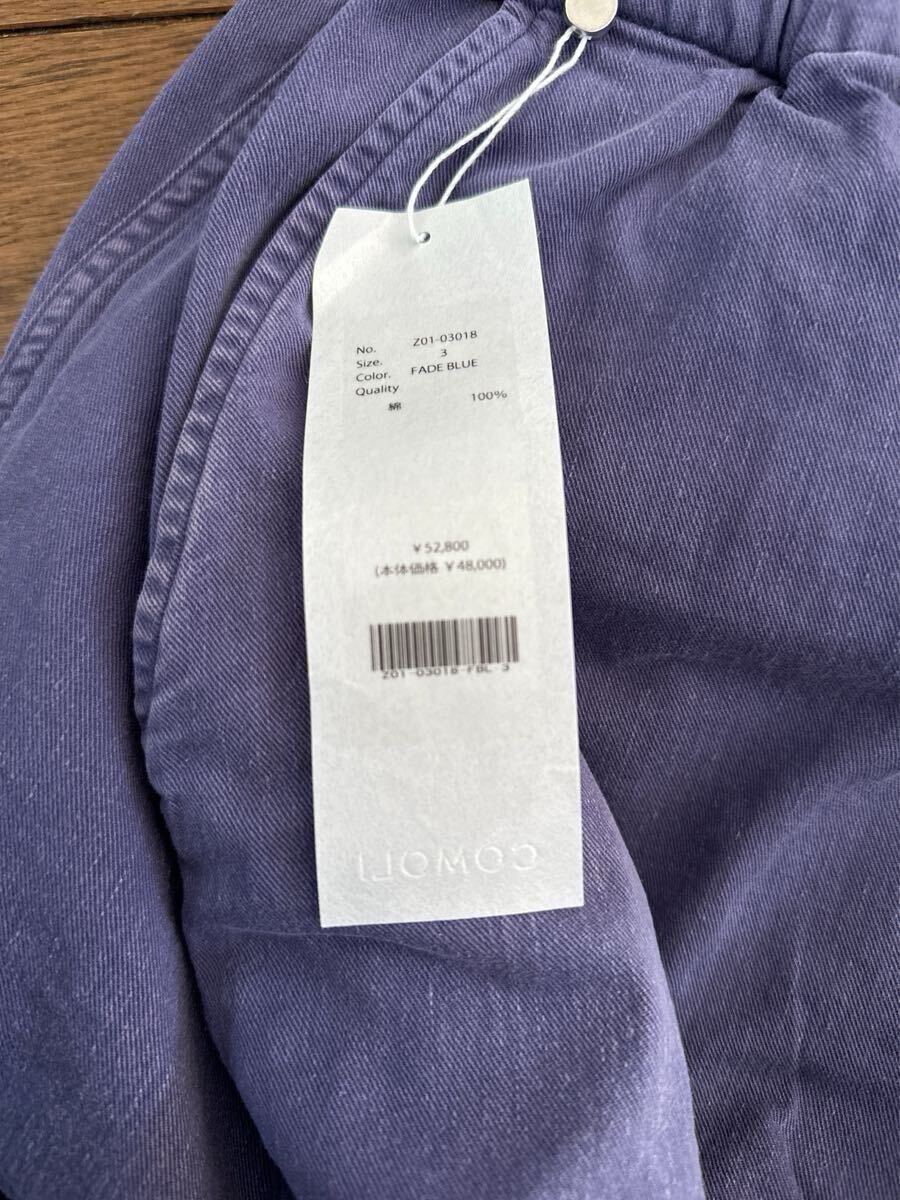 No. Z01-03018
Size. 3
Color. FADE BLUE
Quality
綿 100%
¥52,800
(本体価格 ¥48,000)
Z01-03018-FBL-3
COMOLI